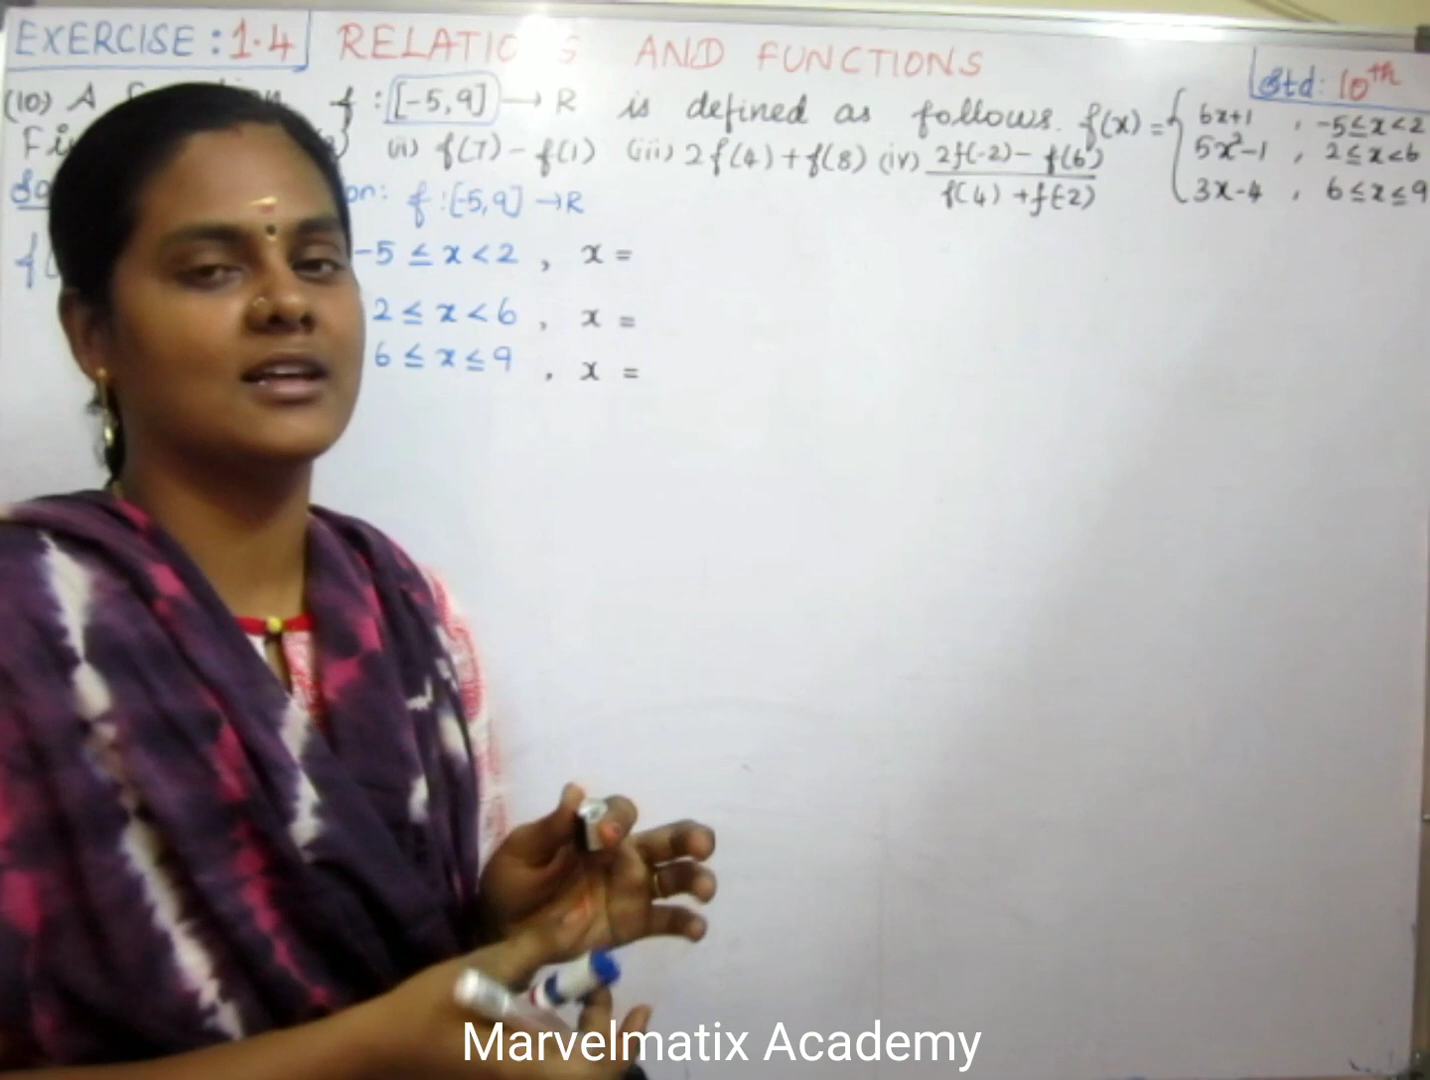 EXERCISE : 1.4 RELATIO S AND FUNCTIONS
Std : 10th
(10) A f : [-5,9] → R is defined as follows. f(x) = { 6x+1 , -5≤x<2
5x²-1 , 2≤x<6
3x-4 , 6≤x≤9
(ii) f(7) - f(1) (iii) 2f(4) + f(8) (iv) 2f(-2) - f(6) / f(4) + f(-2)
on: f : [-5,9] → R
-5 ≤ x < 2 , x =
2 ≤ x < 6 , x =
6 ≤ x ≤ 9 , x =
Marvelmatix Academy